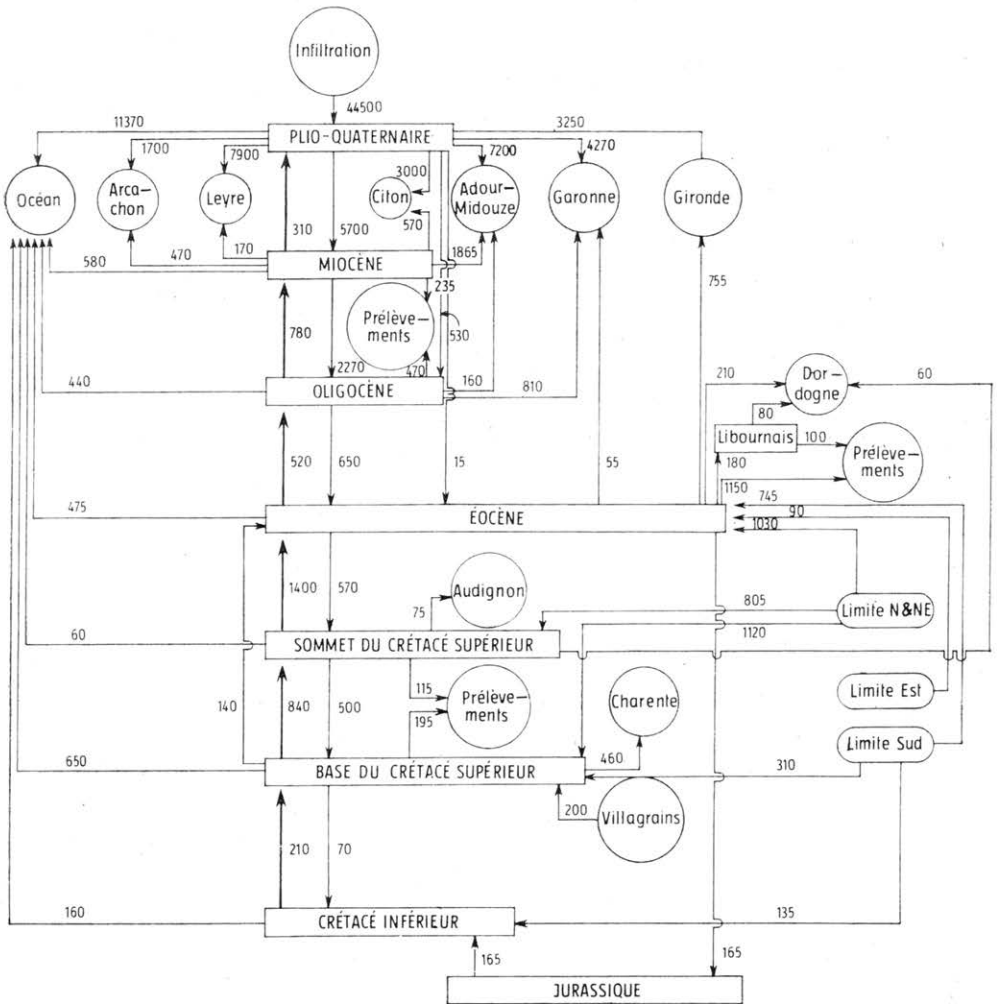 Infiltration
44500
11370
PLIO-QUATERNAIRE
3250
1700
7900
3000
7200
4270
Océan
Arca-
chon
Leyre
Citon
Adour-
Midouze
Garonne
Gironde
310
5700
570
580
470
170
1865
MIOCÈNE
235
755
Prélève-
ments
530
780
2270
470
440
OLIGOCÈNE
160
810
210
Dor-
dogne
60
80
Libournais
100
Prélève-
ments
180
1150
520
650
15
55
475
745
90
1030
ÉOCÈNE
1400
570
Audignon
75
805
Limite N&NE
1120
60
SOMMET DU CRÉTACÉ SUPÉRIEUR
140
840
500
115
195
Prélève-
ments
Charente
Limite Est
Limite Sud
650
BASE DU CRÉTACÉ SUPÉRIEUR
460
310
200
Villagrains
210
70
160
CRÉTACÉ INFÉRIEUR
135
165
165
JURASSIQUE